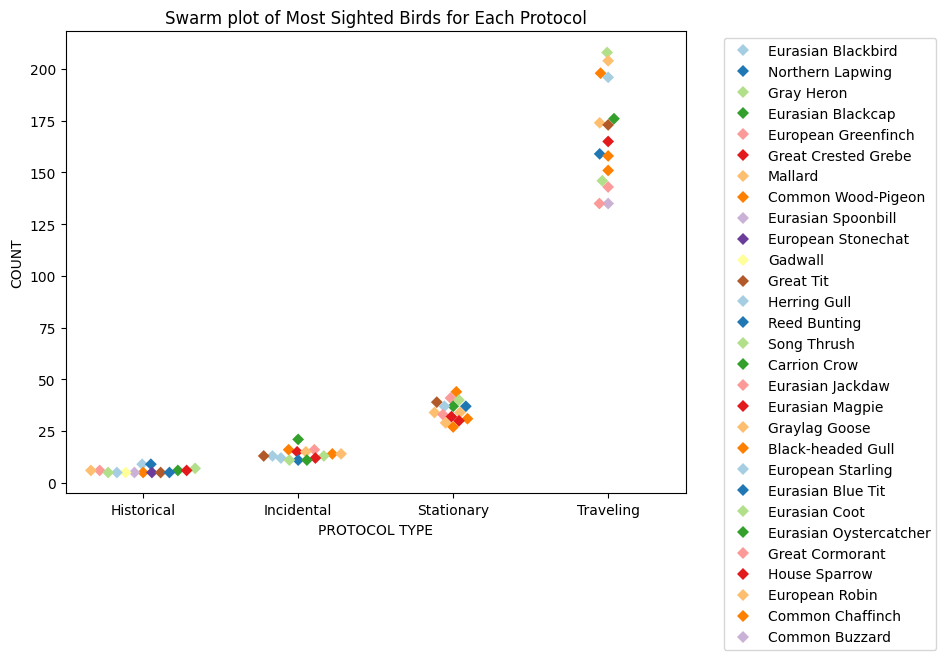 Swarm plot of Most Sighted Birds for Each Protocol
COUNT
200
175
150
125
100
75
50
25
0
Historical
Incidental
Stationary
Traveling
PROTOCOL TYPE
Eurasian Blackbird
Northern Lapwing
Gray Heron
Eurasian Blackcap
European Greenfinch
Great Crested Grebe
Mallard
Common Wood-Pigeon
Eurasian Spoonbill
European Stonechat
Gadwall
Great Tit
Herring Gull
Reed Bunting
Song Thrush
Carrion Crow
Eurasian Jackdaw
Eurasian Magpie
Graylag Goose
Black-headed Gull
European Starling
Eurasian Blue Tit
Eurasian Coot
Eurasian Oystercatcher
Great Cormorant
House Sparrow
European Robin
Common Chaffinch
Common Buzzard